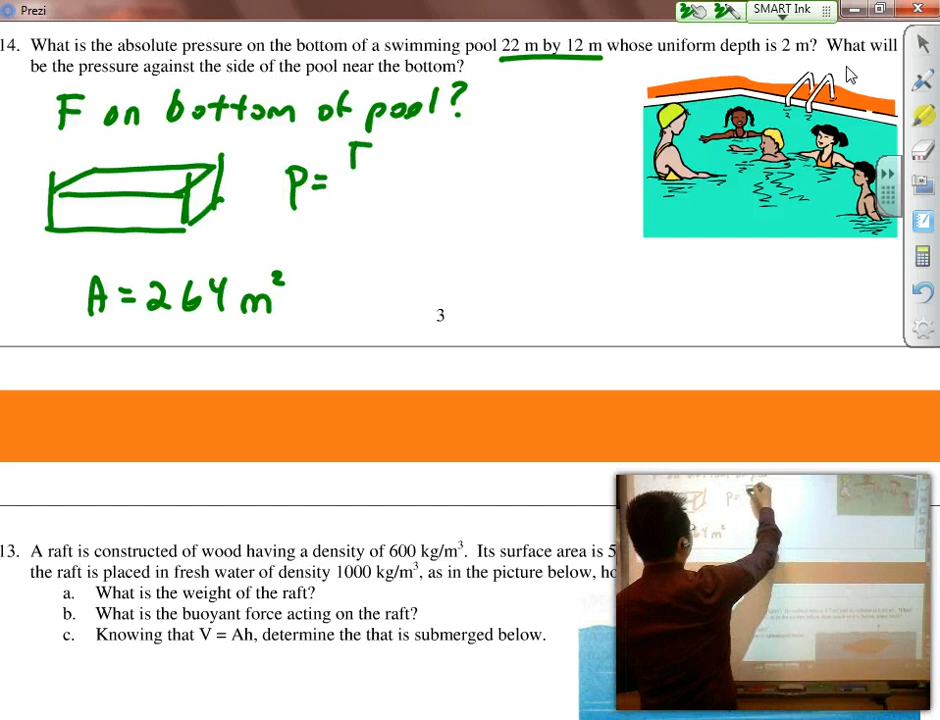 Prezi
SMART Ink
14. What is the absolute pressure on the bottom of a swimming pool 22 m by 12 m whose uniform depth is 2 m? What will
be the pressure against the side of the pool near the bottom?
F on bottom of pool?
P=
A = 264 m²
3
13. A raft is constructed of wood having a density of 600 kg/m³. Its surface area is 5
the raft is placed in fresh water of density 1000 kg/m³, as in the picture below, ho
a. What is the weight of the raft?
b. What is the buoyant force acting on the raft?
c. Knowing that V = Ah, determine the that is submerged below.